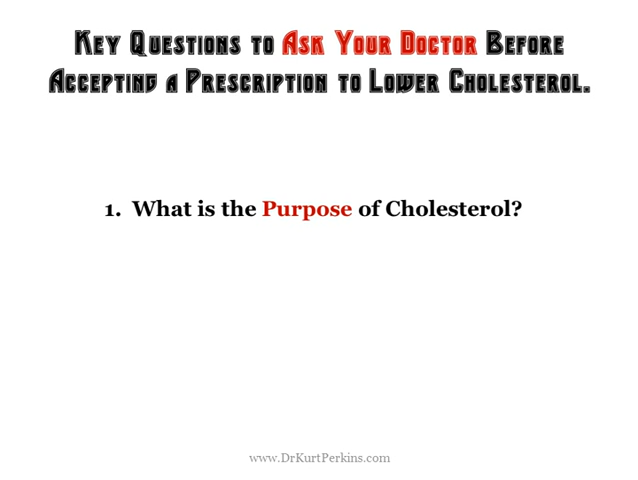 Key Questions to Ask Your Doctor Before
Accepting a Prescription to Lower Cholesterol.
1. What is the Purpose of Cholesterol?
www.DrKurtPerkins.com